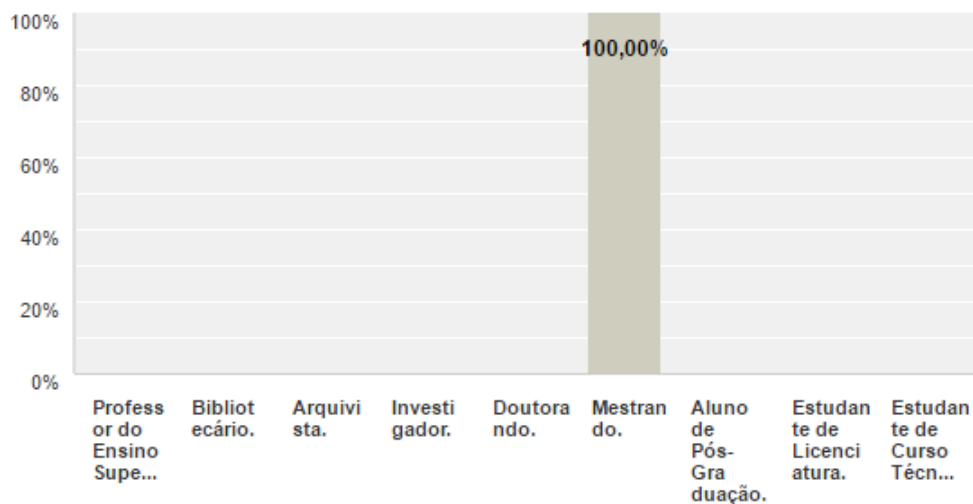 100%
100,00%
80%
60%
40%
20%
0%
Profess
or do
Ensino
Supe...
Bibliot
ecário.
Arquivi
sta.
Investi
gador.
Doutora
ndo.
Mestran
do.
Aluno
de
Pós-
Gra
duação.
Estudan
te de
Licenci
atura.
Estudan
te de
Curso
Técn...